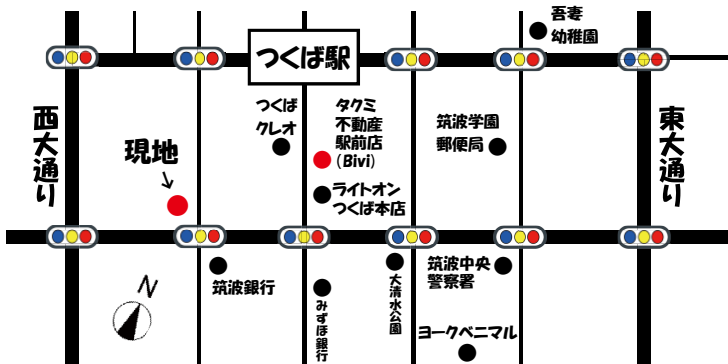 吾妻
幼稚園
つくば駅
西大通り
現地
つくば
クレオ
タクミ
不動産
駅前店
(Bivi)
筑波学園
郵便局
東大通り
ライトオン
つくば本店
筑波銀行
みずほ銀行
大清水公園
筑波中央
警察署
ヨークベニマル
N